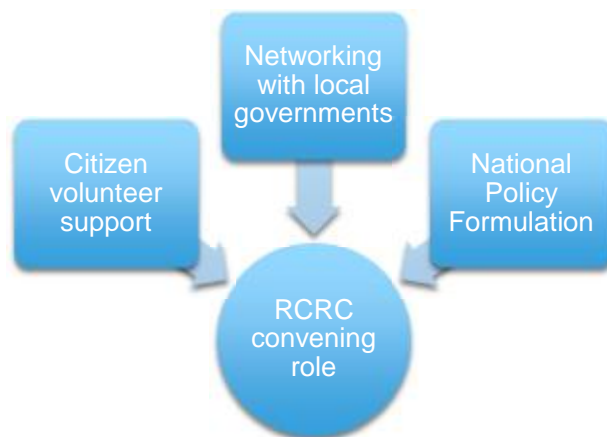 Networking
with local
governments
Citizen
volunteer
support
National
Policy
Formulation
RCRC
convening
role